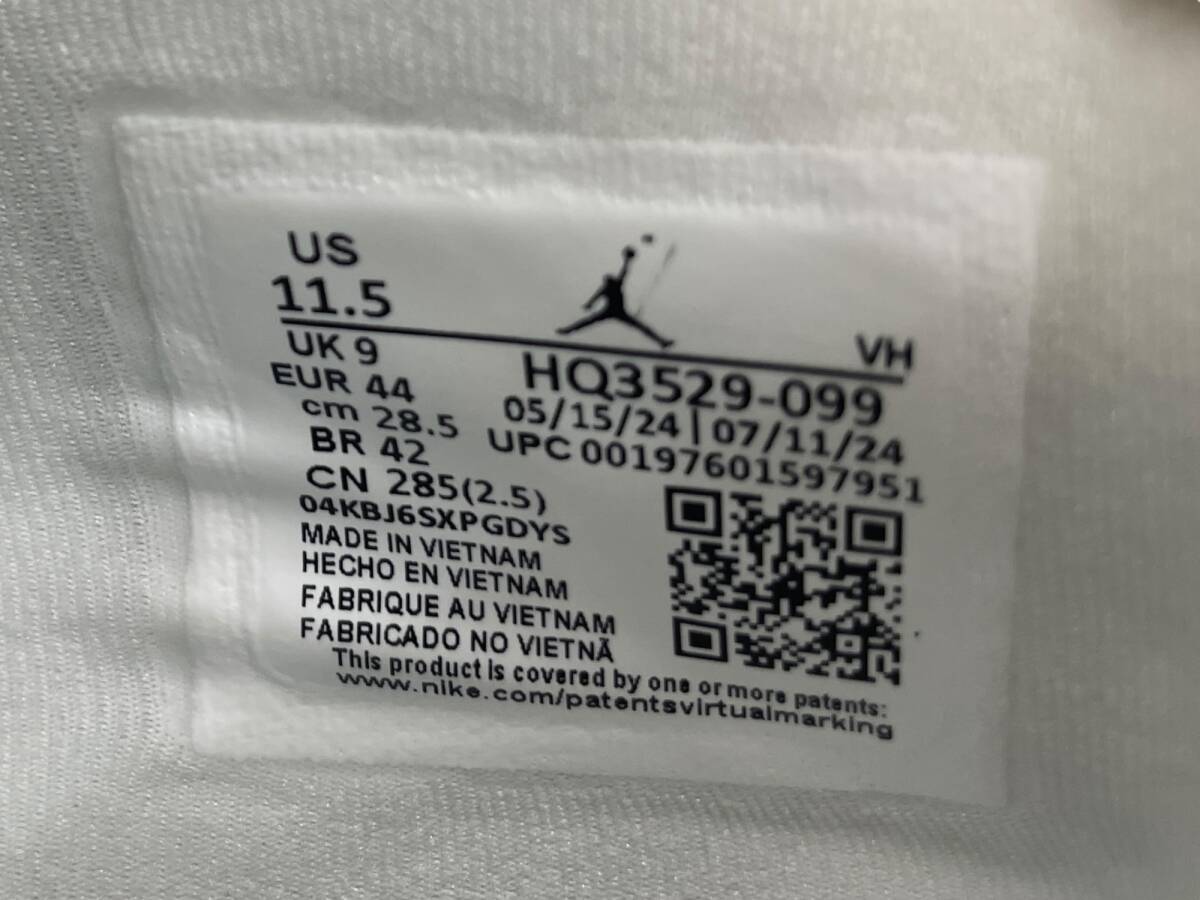 US
11.5
VH
UK 9
EUR 44
cm 28.5
BR 42
CN 285(2.5)
HQ3529-099
05/15/24|07/11/24
UPC 00197601597951
04KBJ6SXPGDYS
MADE IN VIETNAM
HECHO EN VIETNAM
FABRIQUE AU VIETNAM
FABRICADO NO VIETNÃ
This product is covered by one or more patents:
www.nike.com/patentsvirtualmarking